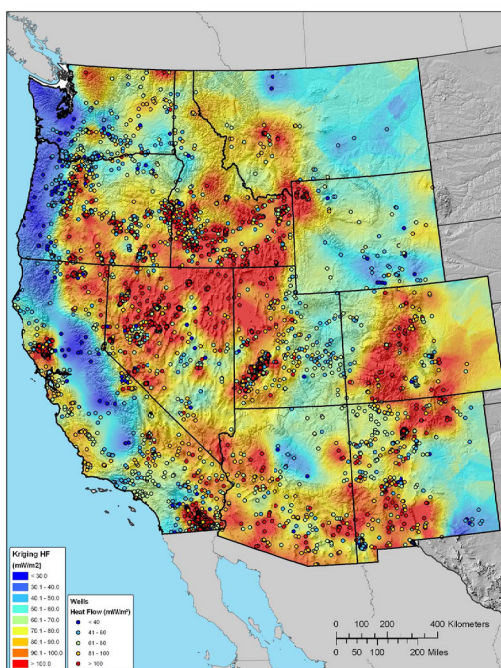 Kriging HF
(mW/m2)
< 30.0
30.1 - 40.0
40.1 - 50.0
50.1 - 60.0
60.1 - 70.0
70.1 - 80.0
80.1 - 90.0
90.1 - 100.0
> 100.0
Wells
Heat Flow (mW/m²)
< 40
41 - 60
61 - 80
81 - 100
> 100
0 100 200 400 Kilometers
0 50 100 200 Miles